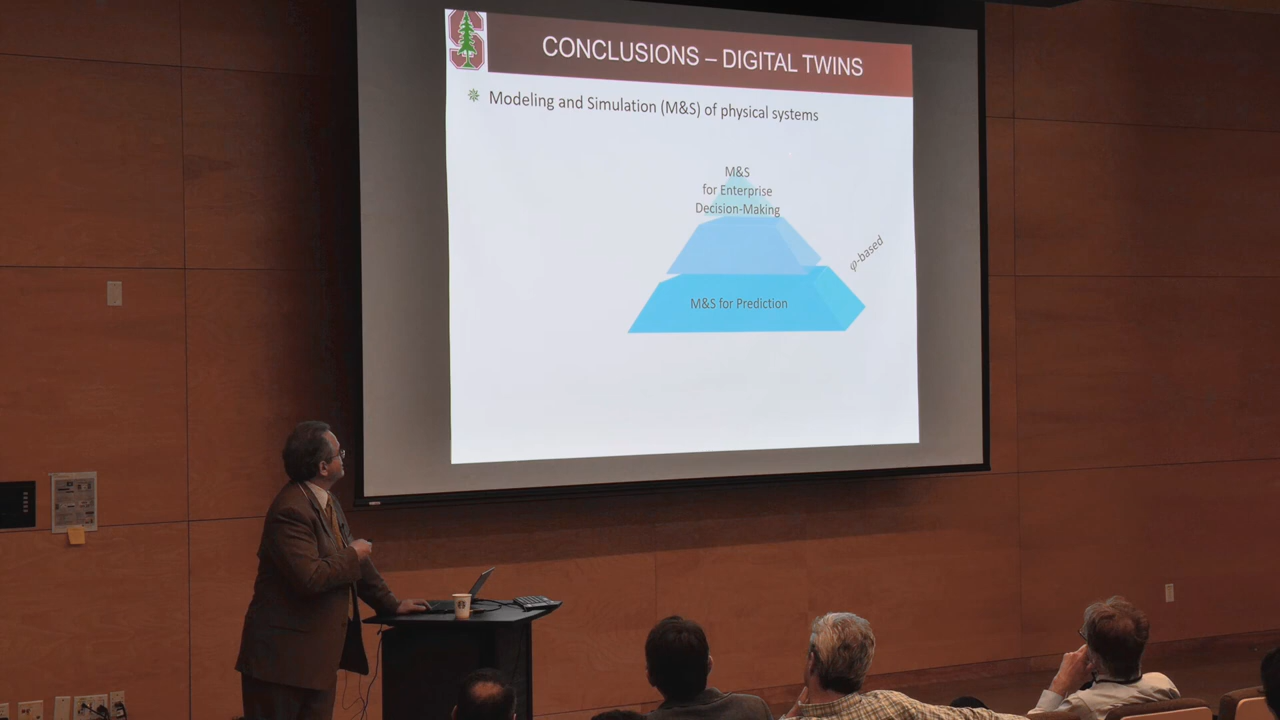 CONCLUSIONS – DIGITAL TWINS
Modeling and Simulation (M&S) of physical systems
M&S
for Enterprise
Decision-Making
φ-based
M&S for Prediction